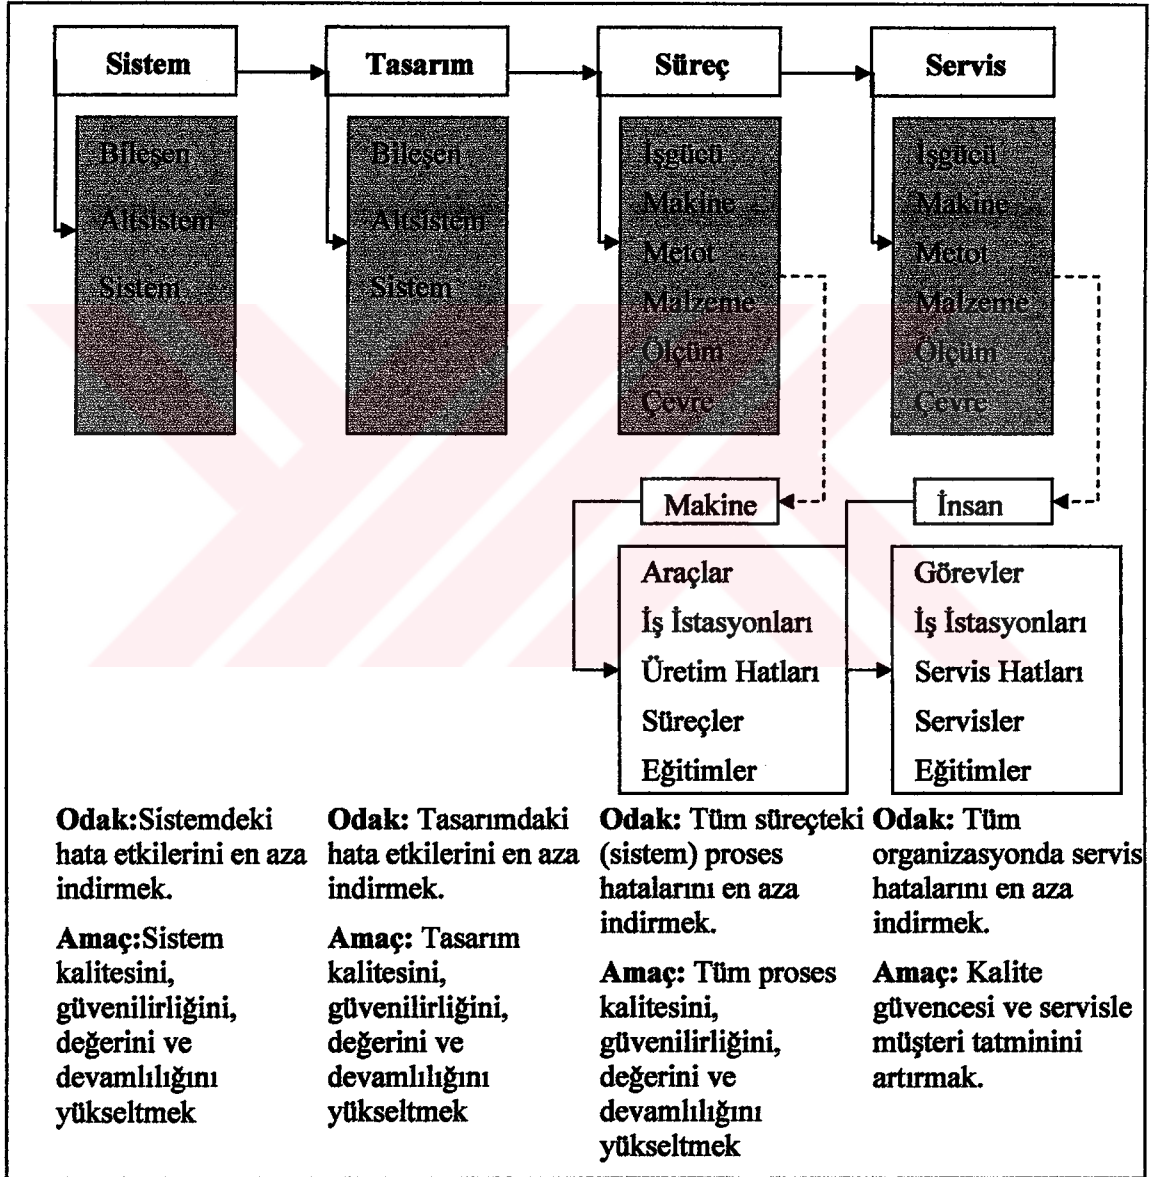 Sistem
Tasarım
Süreç
Servis
Bileşen
Altsistem
Sistem
Bileşen
Altsistem
Sistem
İşgücü
Makine
Metot
Malzeme
Ölçüm
Çevre
İşgücü
Makine
Metot
Malzeme
Ölçüm
Çevre
Makine
İnsan
Araçlar
İş İstasyonları
Üretim Hatları
Süreçler
Eğitimler
Görevler
İş İstasyonları
Servis Hatları
Servisler
Eğitimler
Odak:Sistemdeki
hata etkilerini en aza
indirmek.
Amaç:Sistem
kalitesini,
güvenilirliğini,
değerini ve
devamlılığını
yükseltmek
Odak: Tasarımdaki
hata etkilerini en aza
indirmek.
Amaç: Tasarım
kalitesini,
güvenilirliğini,
değerini ve
devamlılığını
yükseltmek
Odak: Tüm süreçteki
(sistem) proses
hatalarını en aza
indirmek.
Amaç: Tüm proses
kalitesini,
güvenilirliğini,
değerini ve
devamlılığını
yükseltmek
Odak: Tüm
organizasyonda servis
hatalarını en aza
indirmek.
Amaç: Kalite
güvencesi ve servisle
müşteri tatminini
artırmak.